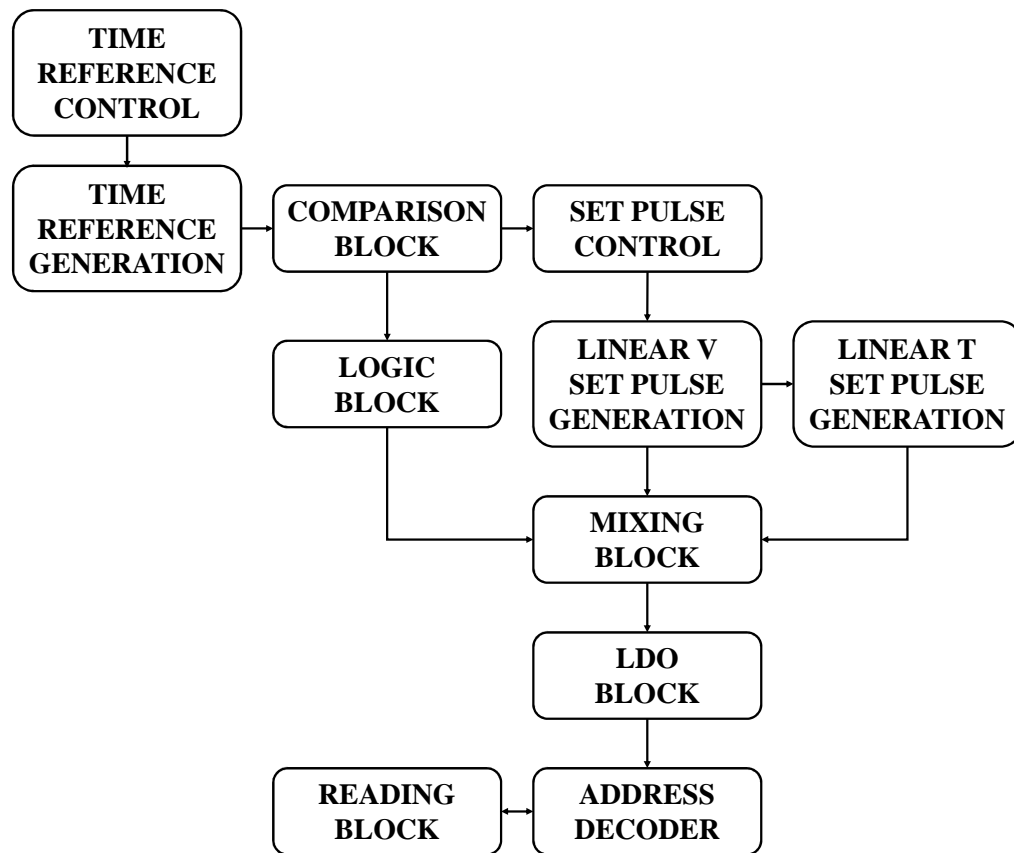 TIME
REFERENCE
CONTROL
TIME
REFERENCE
GENERATION
COMPARISON
BLOCK
SET PULSE
CONTROL
LOGIC
BLOCK
LINEAR V
SET PULSE
GENERATION
LINEAR T
SET PULSE
GENERATION
MIXING
BLOCK
LDO
BLOCK
READING
BLOCK
ADDRESS
DECODER